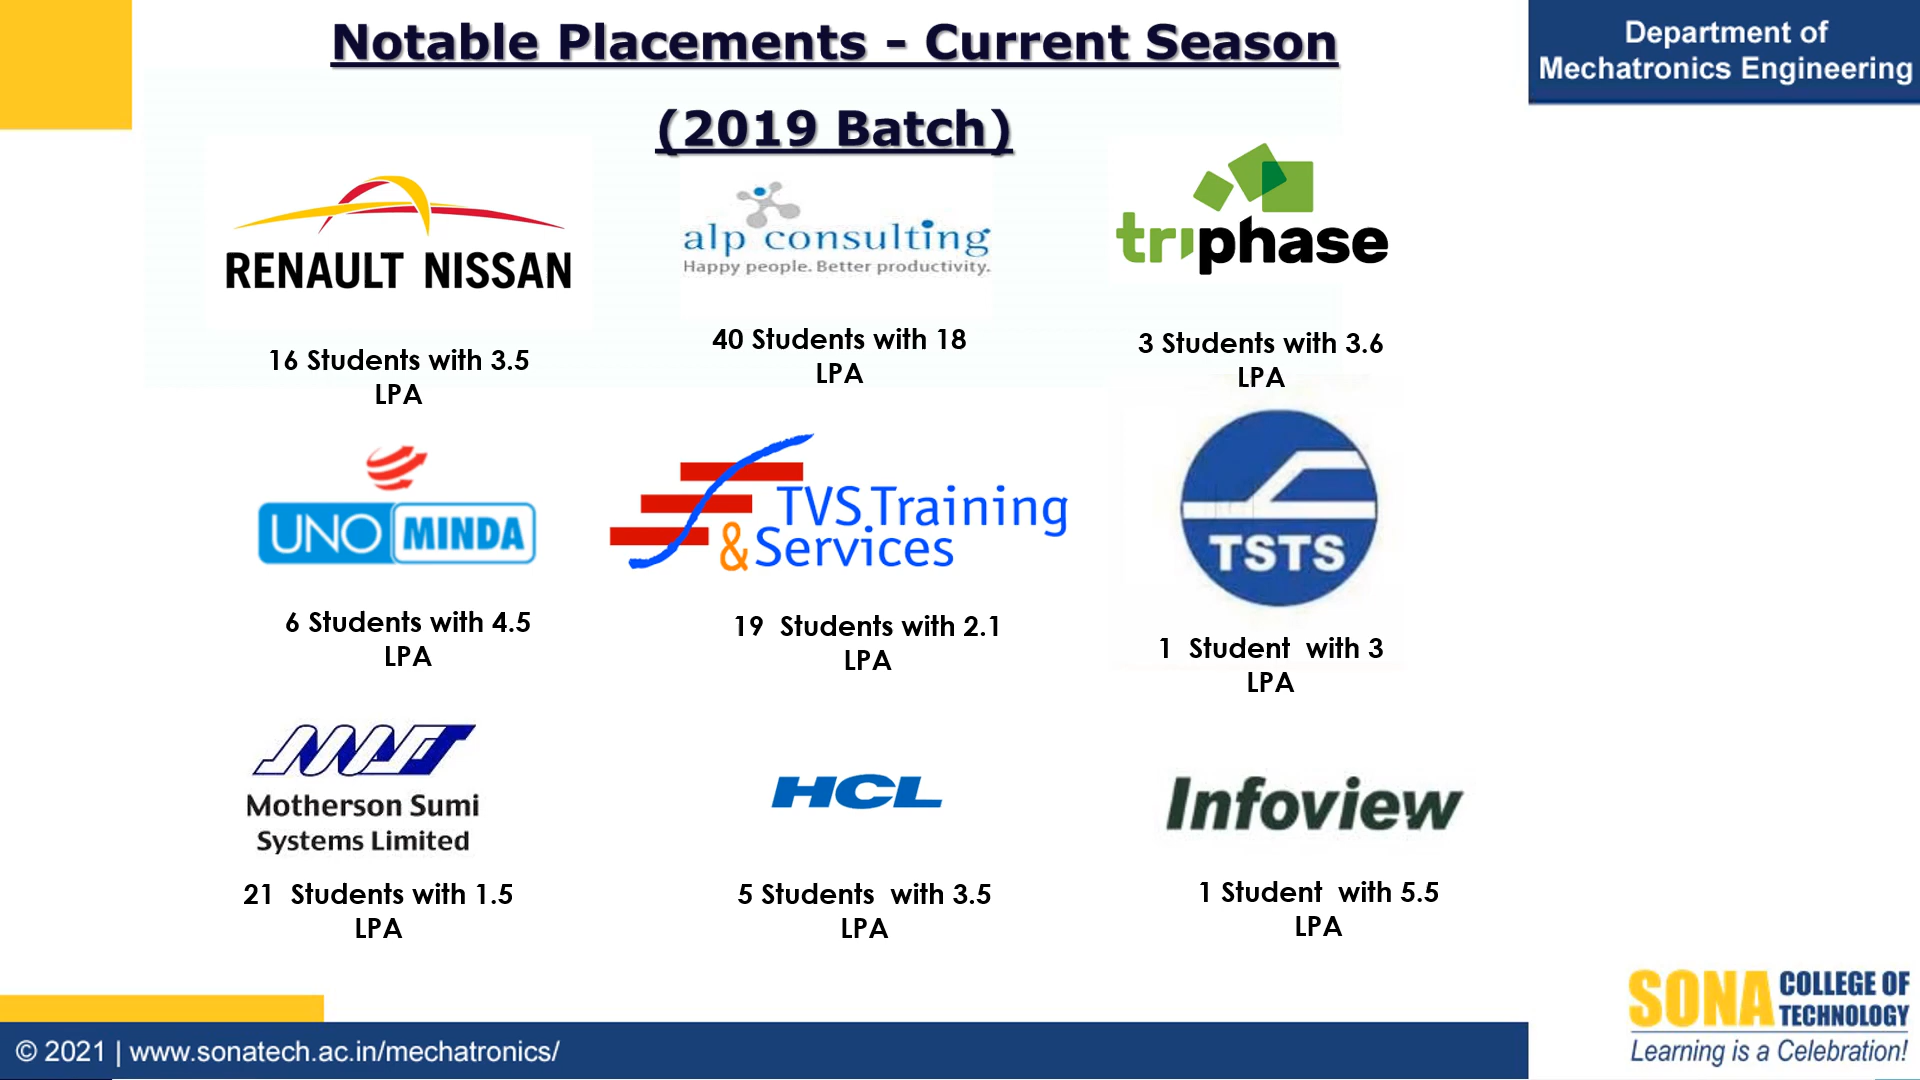 Notable Placements - Current Season
(2019 Batch)
Department of
Mechatronics Engineering
RENAULT NISSAN
alp consulting
Happy people. Better productivity.
triphase
16 Students with 3.5
LPA
40 Students with 18
LPA
3 Students with 3.6
LPA
UNO MINDA
TVS Training
& Services
TSTS
6 Students with 4.5
LPA
19 Students with 2.1
LPA
1 Student with 3
LPA
Motherson Sumi
Systems Limited
HCL
Infoview
21 Students with 1.5
LPA
5 Students with 3.5
LPA
1 Student with 5.5
LPA
SONA COLLEGE OF
TECHNOLOGY
Learning is a Celebration!
© 2021 | www.sonatech.ac.in/mechatronics/